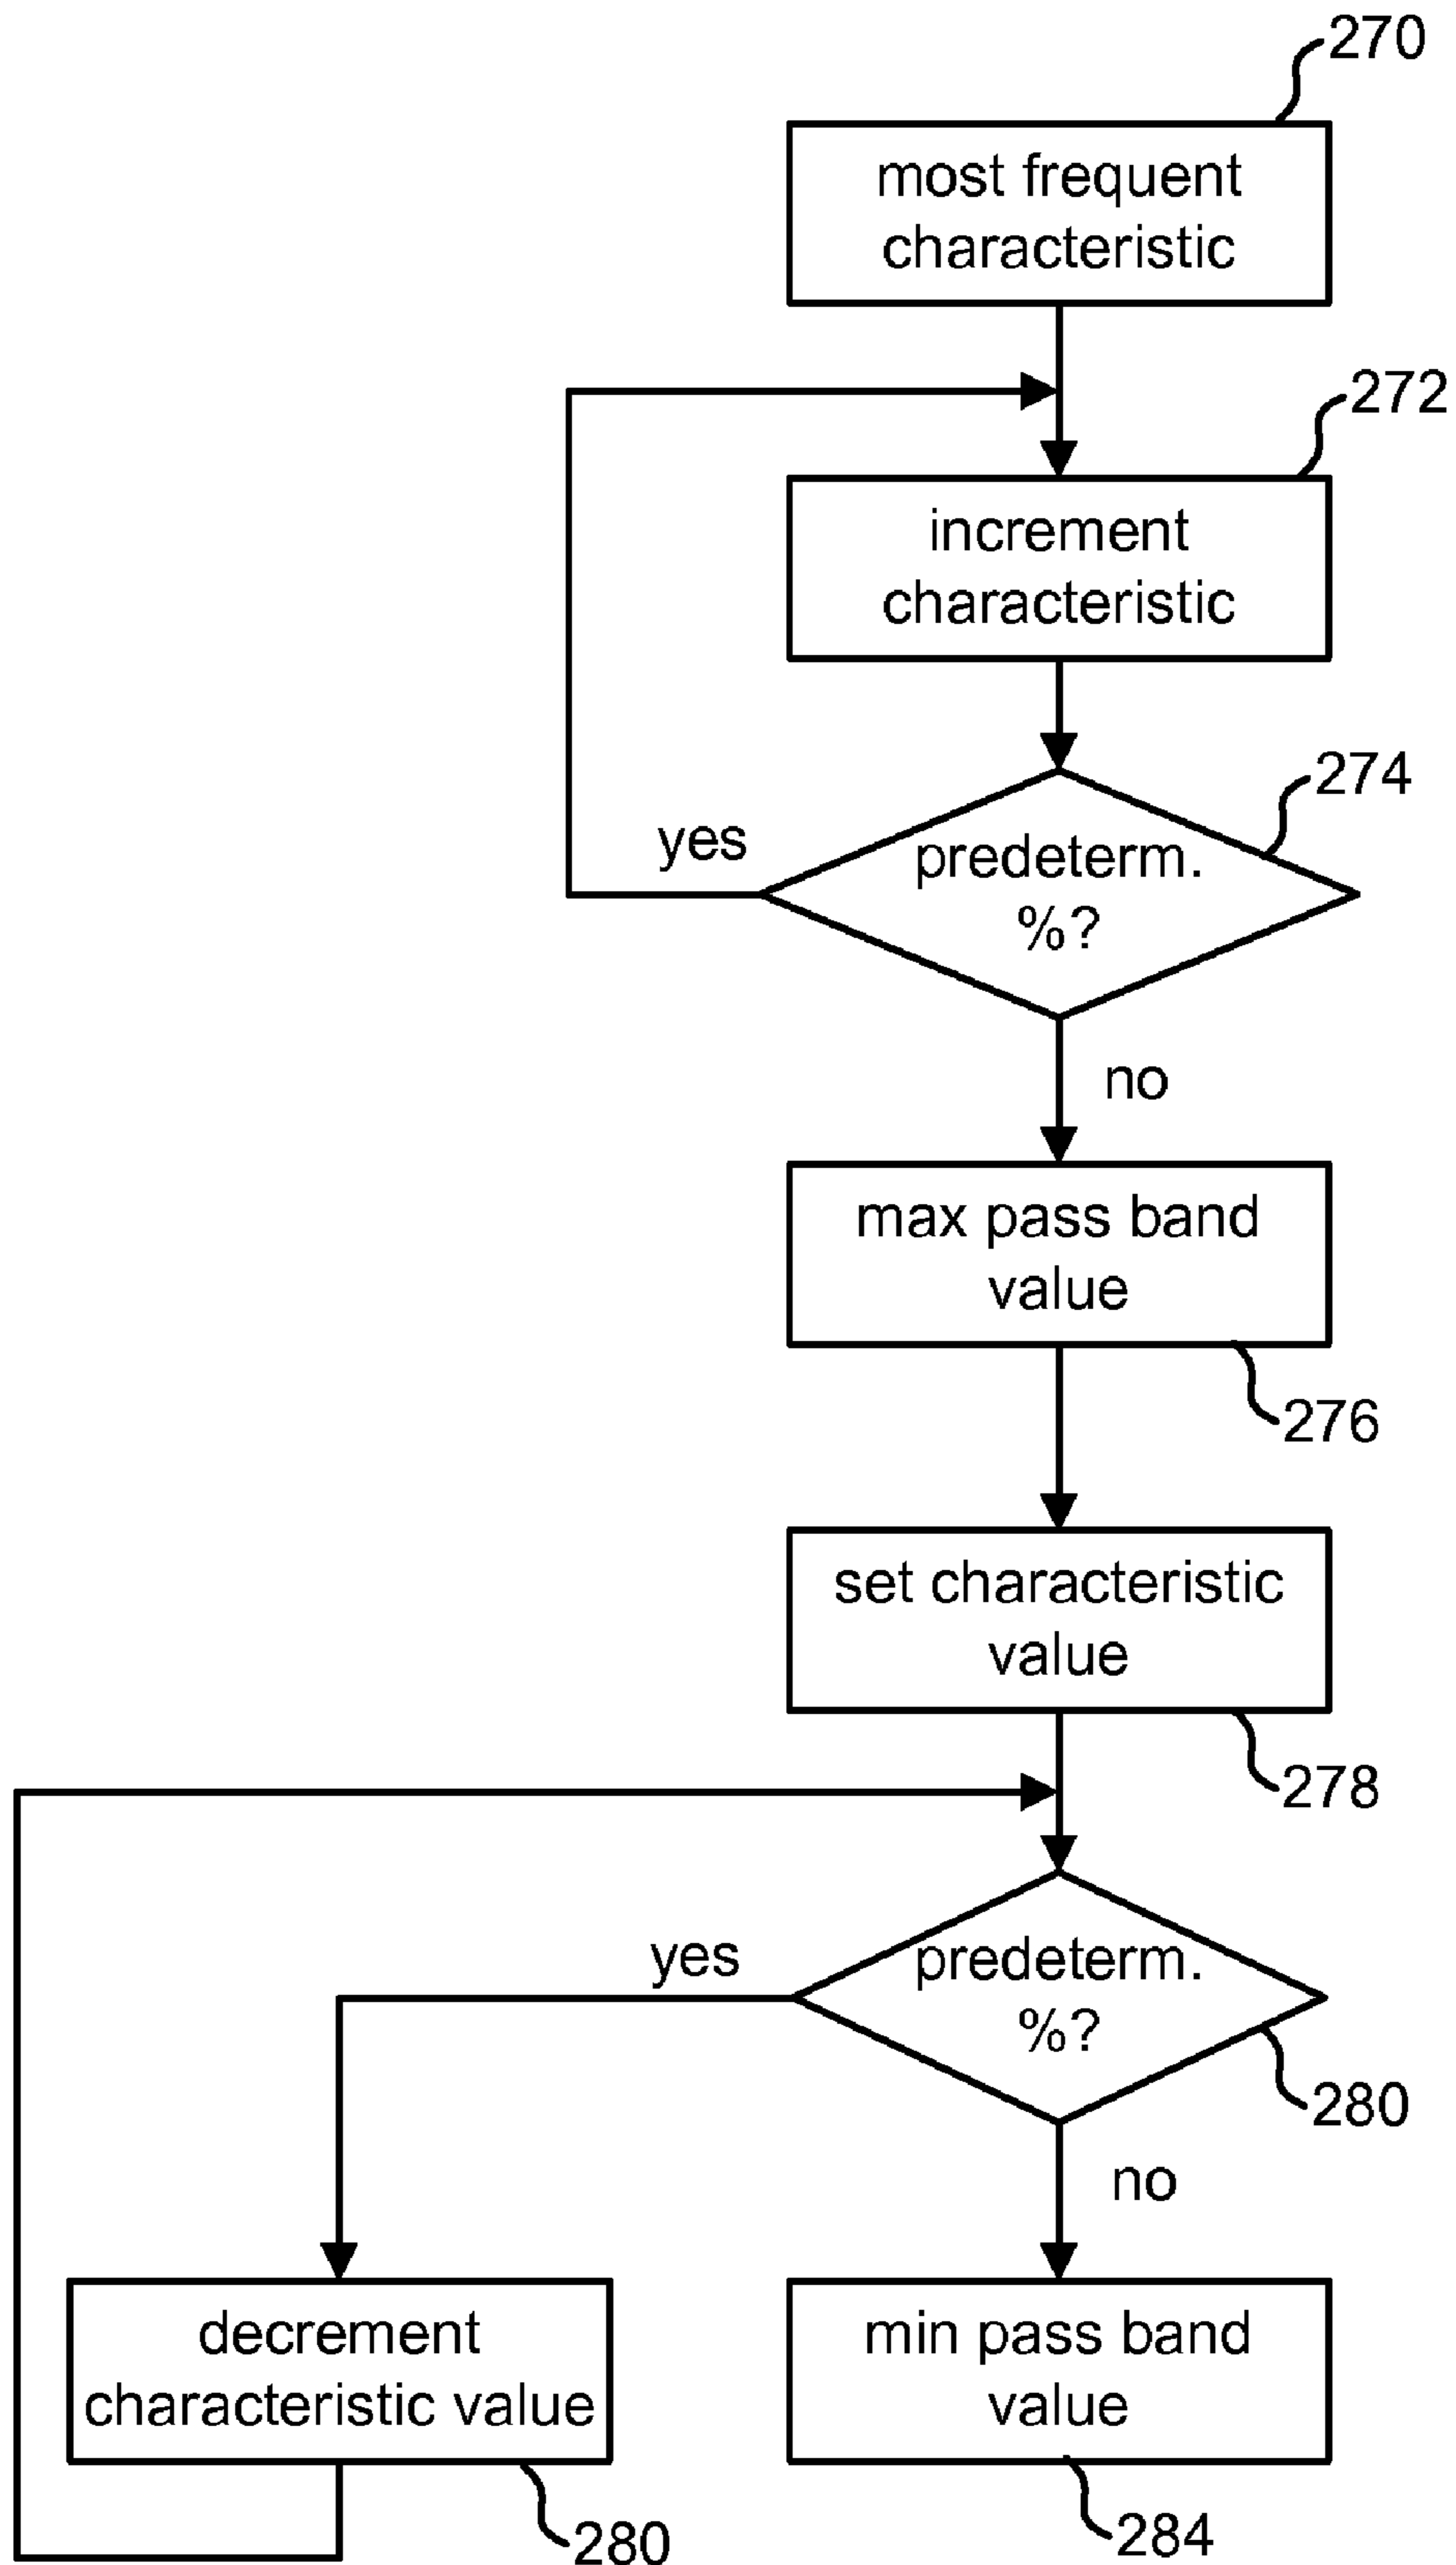 270
most frequent
characteristic
272
increment
characteristic
274
yes
predeterm.
%?
no
max pass band
value
276
set characteristic
value
278
yes
predeterm.
%?
280
no
decrement
characteristic value
280
min pass band
value
284